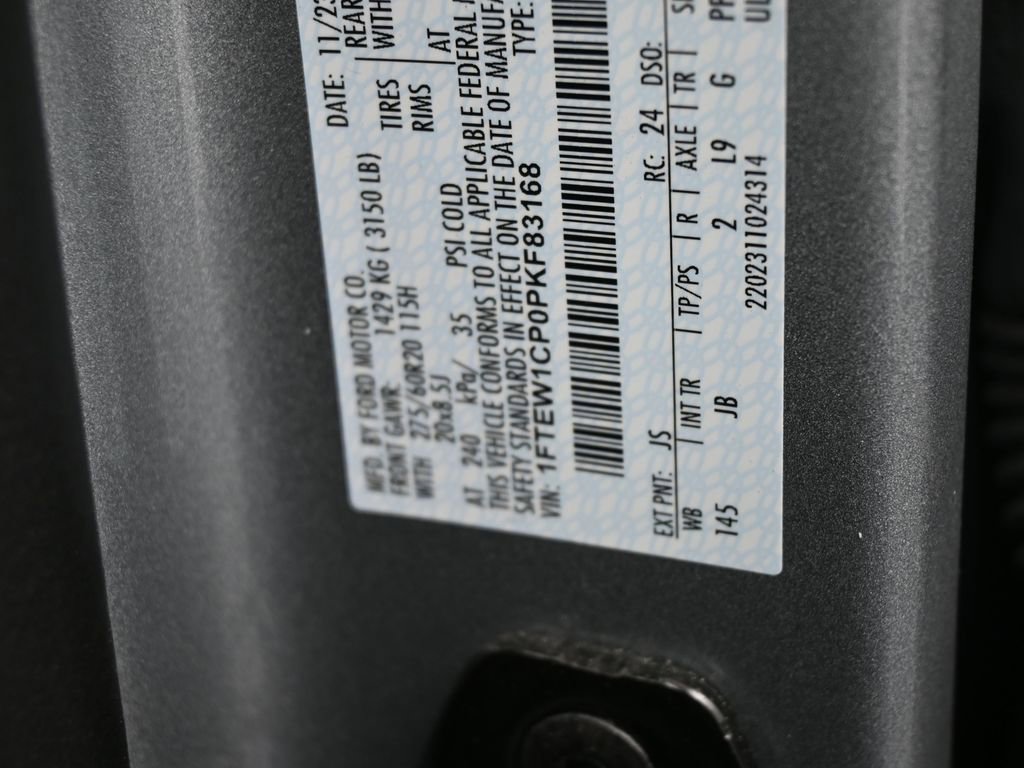 MFD. BY FORD MOTOR CO.
DATE: 11/23
FRONT GAWR: 1429 KG ( 3150 LB)
REAR
WITH 275/60R20 115H
TIRES WITH
20x8.5J
RIMS
AT 240 kPa/ 35 PSI COLD
AT
THIS VEHICLE CONFORMS TO ALL APPLICABLE FEDERAL
SAFETY STANDARDS IN EFFECT ON THE DATE OF MANUFA
VIN: 1FTEW1CP0PKF83168
TYPE:
EXT PNT: JS RC: 24 DSO:
WB | INT TR | TP/PS | R | AXLE | TR | S
145 JB 2 L9 G
2202311024314